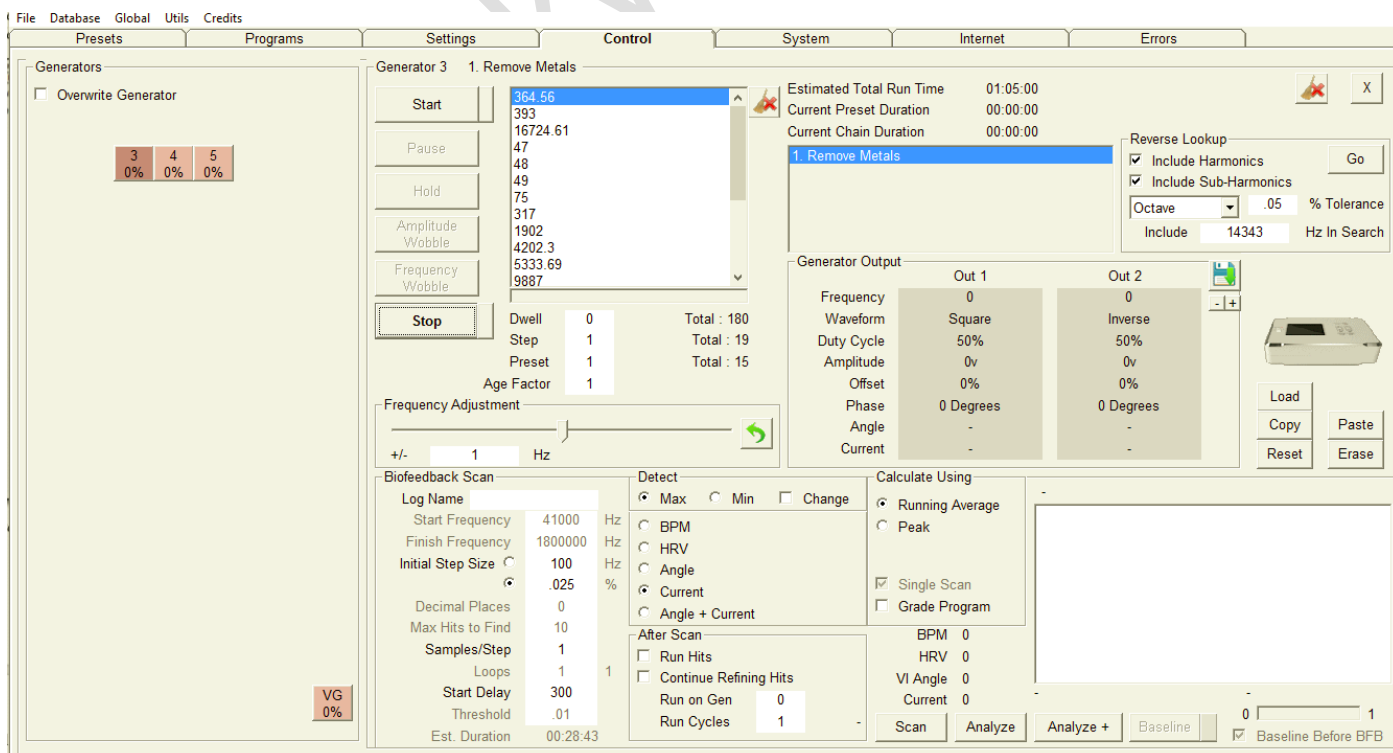 File Database Global Utils Credits
Presets Programs Settings Control System Internet Errors
Generators
Overwrite Generator
3 4 5
0% 0% 0%
VG
0%
Generator 3 1. Remove Metals
Start
Pause
Hold
Amplitude
Wobble
Frequency
Wobble
Stop
364.56
393
16724.61
47
48
49
75
317
1902
4202.3
5333.69
9887
Dwell 0 Total : 180
Step 1 Total : 19
Preset 1 Total : 15
Age Factor 1
Frequency Adjustment
+/- 1 Hz
Estimated Total Run Time 01:05:00
Current Preset Duration 00:00:00
Current Chain Duration 00:00:00
1. Remove Metals
X
Reverse Lookup
Include Harmonics Go
Include Sub-Harmonics
Octave .05 % Tolerance
Include 14343 Hz In Search
Generator Output
Out 1 Out 2
Frequency 0 0
- +
Waveform Square Inverse
Duty Cycle 50% 50%
Amplitude 0v 0v
Offset 0% 0%
Phase 0 Degrees 0 Degrees
Angle - -
Current - -
Load
Copy Paste
Reset Erase
Biofeedback Scan
Log Name
Start Frequency 41000 Hz
Finish Frequency 1800000 Hz
Initial Step Size 100 Hz
.025 %
Decimal Places 0
Max Hits to Find 10
Samples/Step 1
Loops 1 1
Start Delay 300
Threshold .01
Est. Duration 00:28:43
Detect
Max Min Change
BPM
HRV
Angle
Current
Angle + Current
After Scan
Run Hits
Continue Refining Hits
Run on Gen 0
Run Cycles 1 -
Calculate Using
Running Average
Peak
Single Scan
Grade Program
BPM 0
HRV 0
VI Angle 0
Current 0
-
- -
0 1
Scan Analyze Analyze + Baseline
Baseline Before BFB